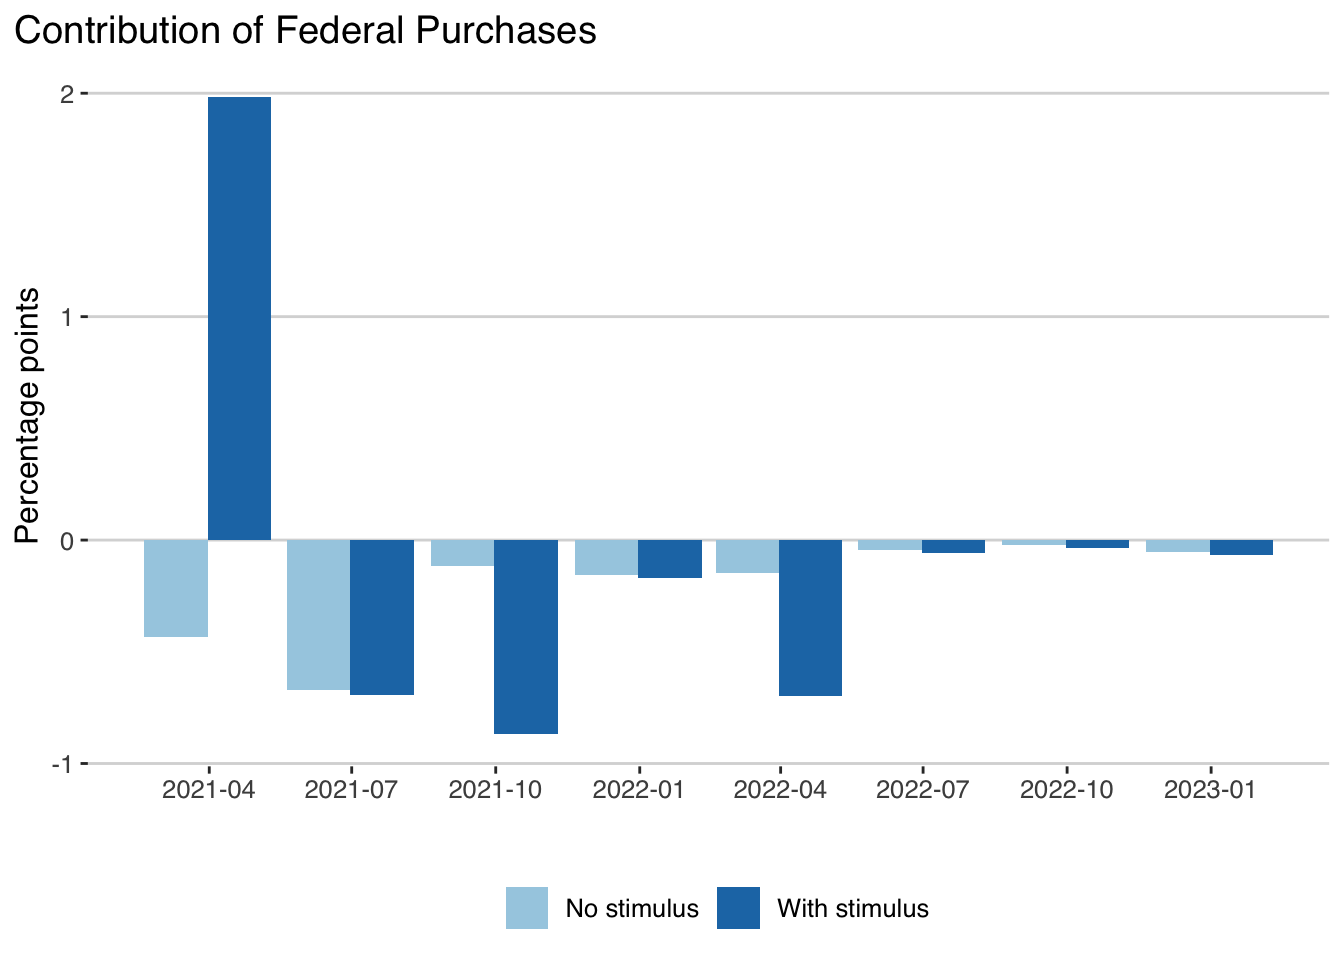 Contribution of Federal Purchases
Percentage points
2
1
0
-1
2021-04 2021-07 2021-10 2022-01 2022-04 2022-07 2022-10 2023-01
No stimulus With stimulus